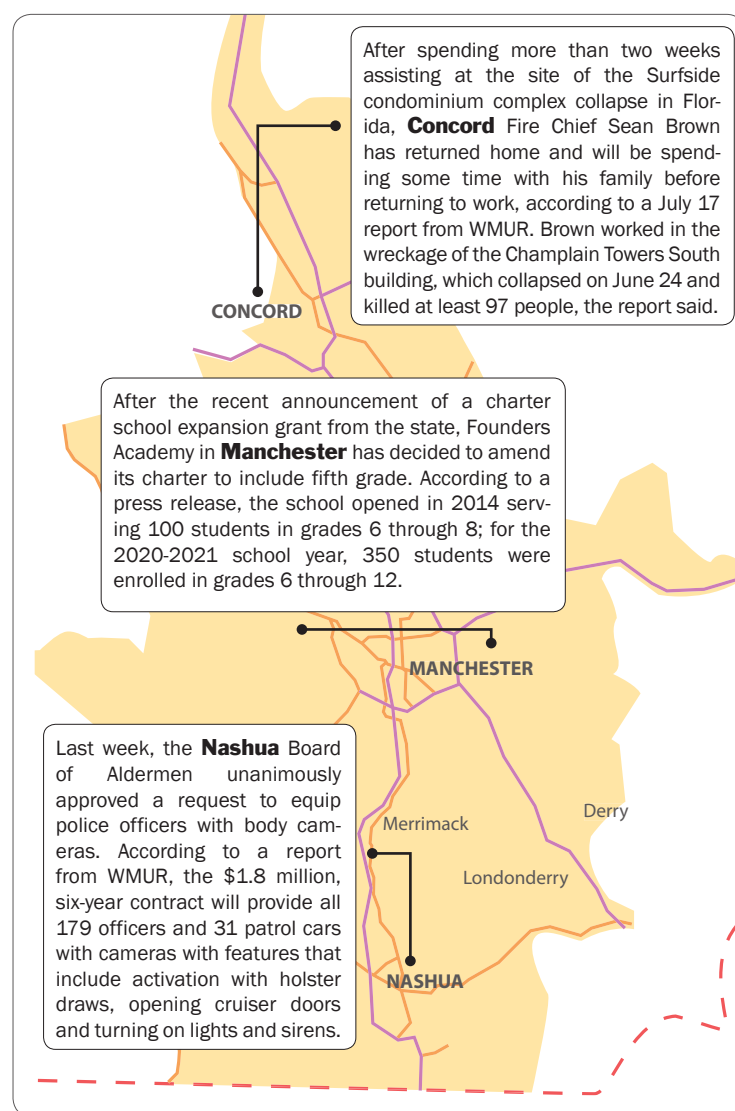 After spending more than two weeks
assisting at the site of the Surfside
condominium complex collapse in Flor-
ida, Concord Fire Chief Sean Brown
has returned home and will be spend-
ing some time with his family before
returning to work, according to a July 17
report from WMUR. Brown worked in the
wreckage of the Champlain Towers South
building, which collapsed on June 24 and
killed at least 97 people, the report said.
CONCORD
After the recent announcement of a charter
school expansion grant from the state, Founders
Academy in Manchester has decided to amend
its charter to include fifth grade. According to a
press release, the school opened in 2014 serv-
ing 100 students in grades 6 through 8; for the
2020-2021 school year, 350 students were
enrolled in grades 6 through 12.
MANCHESTER
Last week, the Nashua Board
of Aldermen unanimously
approved a request to equip
police officers with body cam-
eras. According to a report
from WMUR, the $1.8 million,
six-year contract will provide all
179 officers and 31 patrol cars
with cameras with features that
include activation with holster
draws, opening cruiser doors
and turning on lights and sirens.
Merrimack
Derry
Londonderry
NASHUA